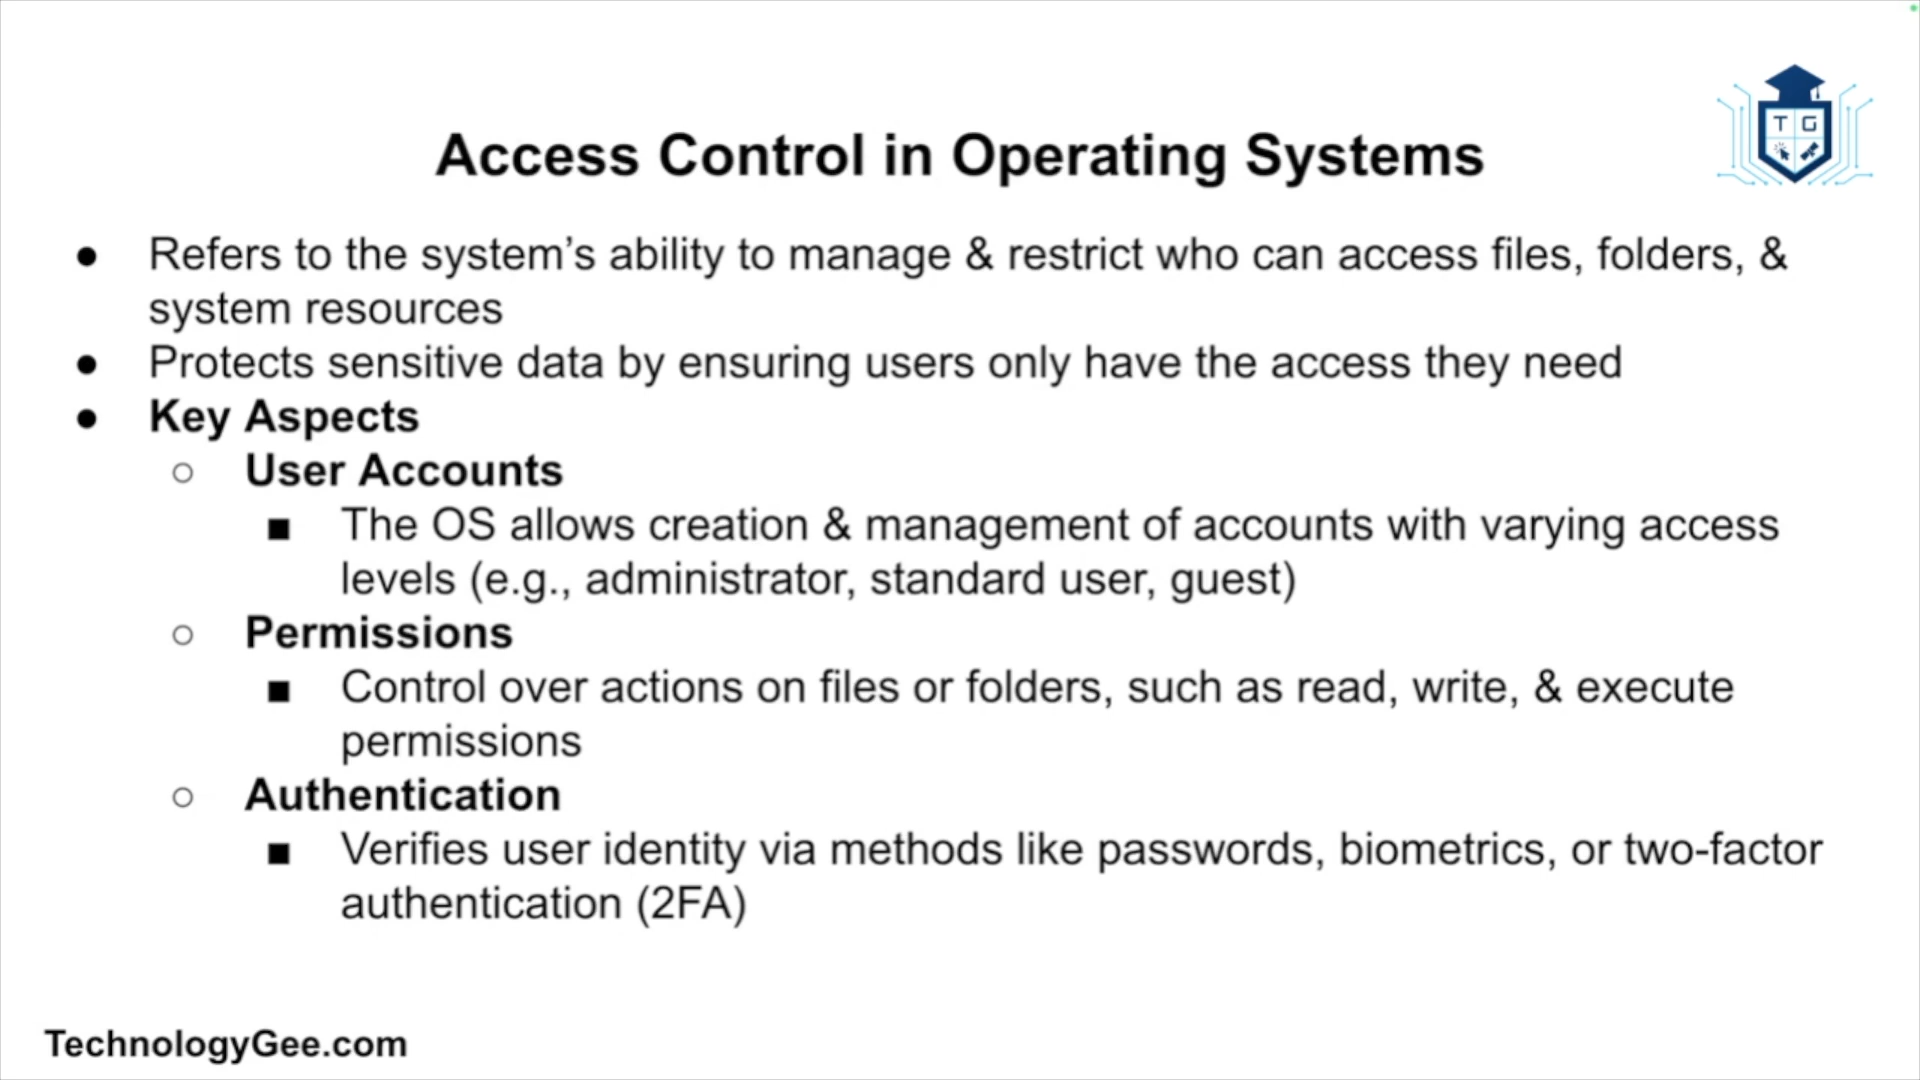 T G
Access Control in Operating Systems
● Refers to the system’s ability to manage & restrict who can access files, folders, &
system resources
● Protects sensitive data by ensuring users only have the access they need
● Key Aspects
○ User Accounts
■ The OS allows creation & management of accounts with varying access
levels (e.g., administrator, standard user, guest)
○ Permissions
■ Control over actions on files or folders, such as read, write, & execute
permissions
○ Authentication
■ Verifies user identity via methods like passwords, biometrics, or two-factor
authentication (2FA)
TechnologyGee.com